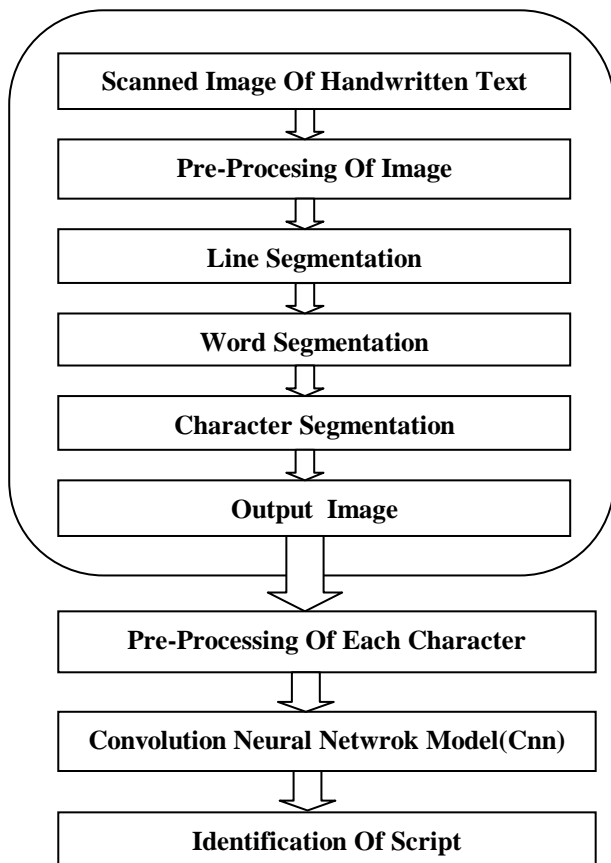 Scanned Image Of Handwritten Text
Pre-Procesing Of Image
Line Segmentation
Word Segmentation
Character Segmentation
Output Image
Pre-Processing Of Each Character
Convolution Neural Netwrok Model(Cnn)
Identification Of Script